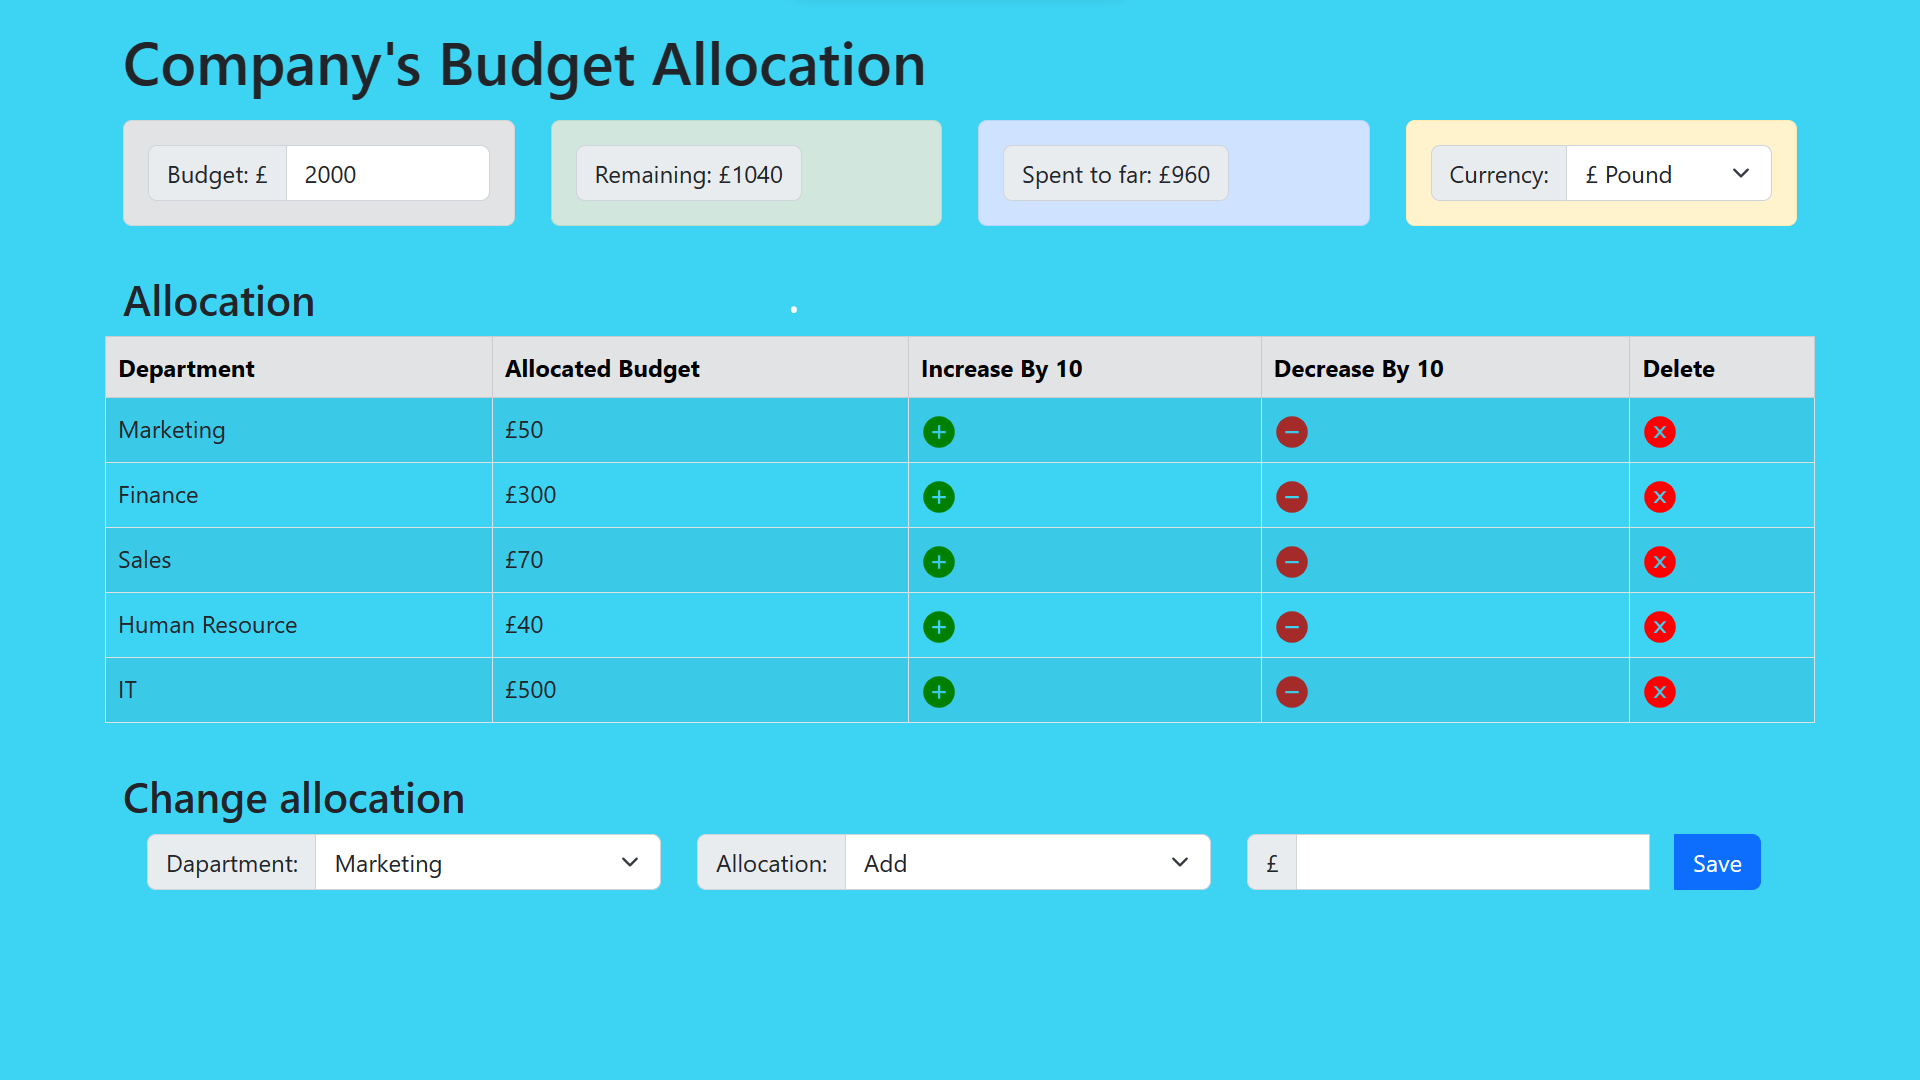 Company's Budget Allocation
Budget: £ 2000 Remaining: £1040 Spent to far: £960 Currency: £ Pound
Allocation
Department Allocated Budget Increase By 10 Decrease By 10 Delete
Marketing £50
Finance £300
Sales £70
Human Resource £40
IT £500
Change allocation
Dapartment: Marketing Allocation: Add £ Save